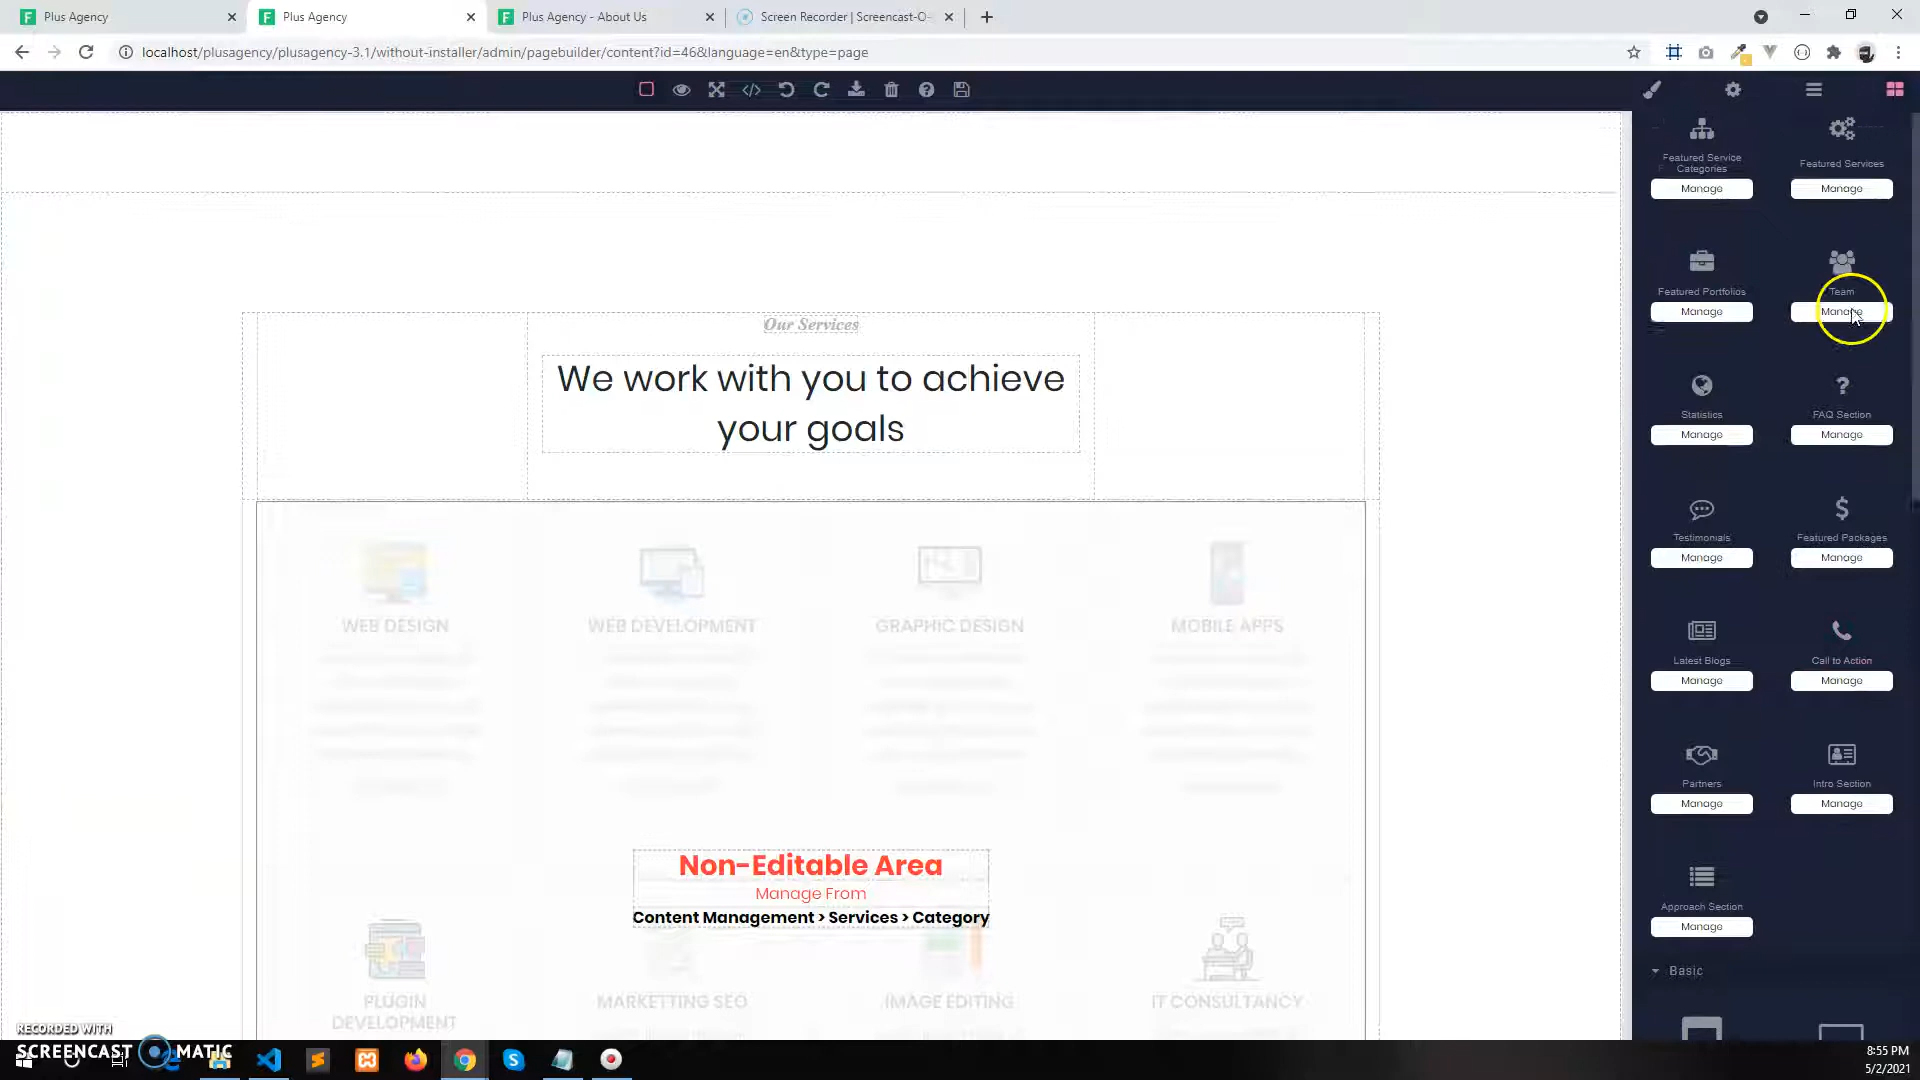 Plus Agency
Plus Agency
Plus Agency - About Us
Screen Recorder | Screencast-O-
localhost/plusagency/plusagency-3.1/without-installer/admin/pagebuilder/content?id=46&language=en&type=page
Featured Service
Categories
Manage
Featured Services
Manage
Featured Portfolios
Manage
Team
Manage
Statistics
Manage
FAQ Section
Manage
Testimonials
Manage
Featured Packages
Manage
Latest Blogs
Manage
Call to Action
Manage
Partners
Manage
Intro Section
Manage
Approach Section
Manage
Basic
Our Services
We work with you to achieve
your goals
WEB DESIGN
WEB DEVELOPMENT
GRAPHIC DESIGN
MOBILE APPS
Non-Editable Area
Manage From
Content Management > Services > Category
PLUGIN
DEVELOPMENT
MARKETTING SEO
IMAGE EDITING
IT CONSULTANCY
RECORDED WITH
SCREENCAST MATIC
8:55 PM
5/2/2021